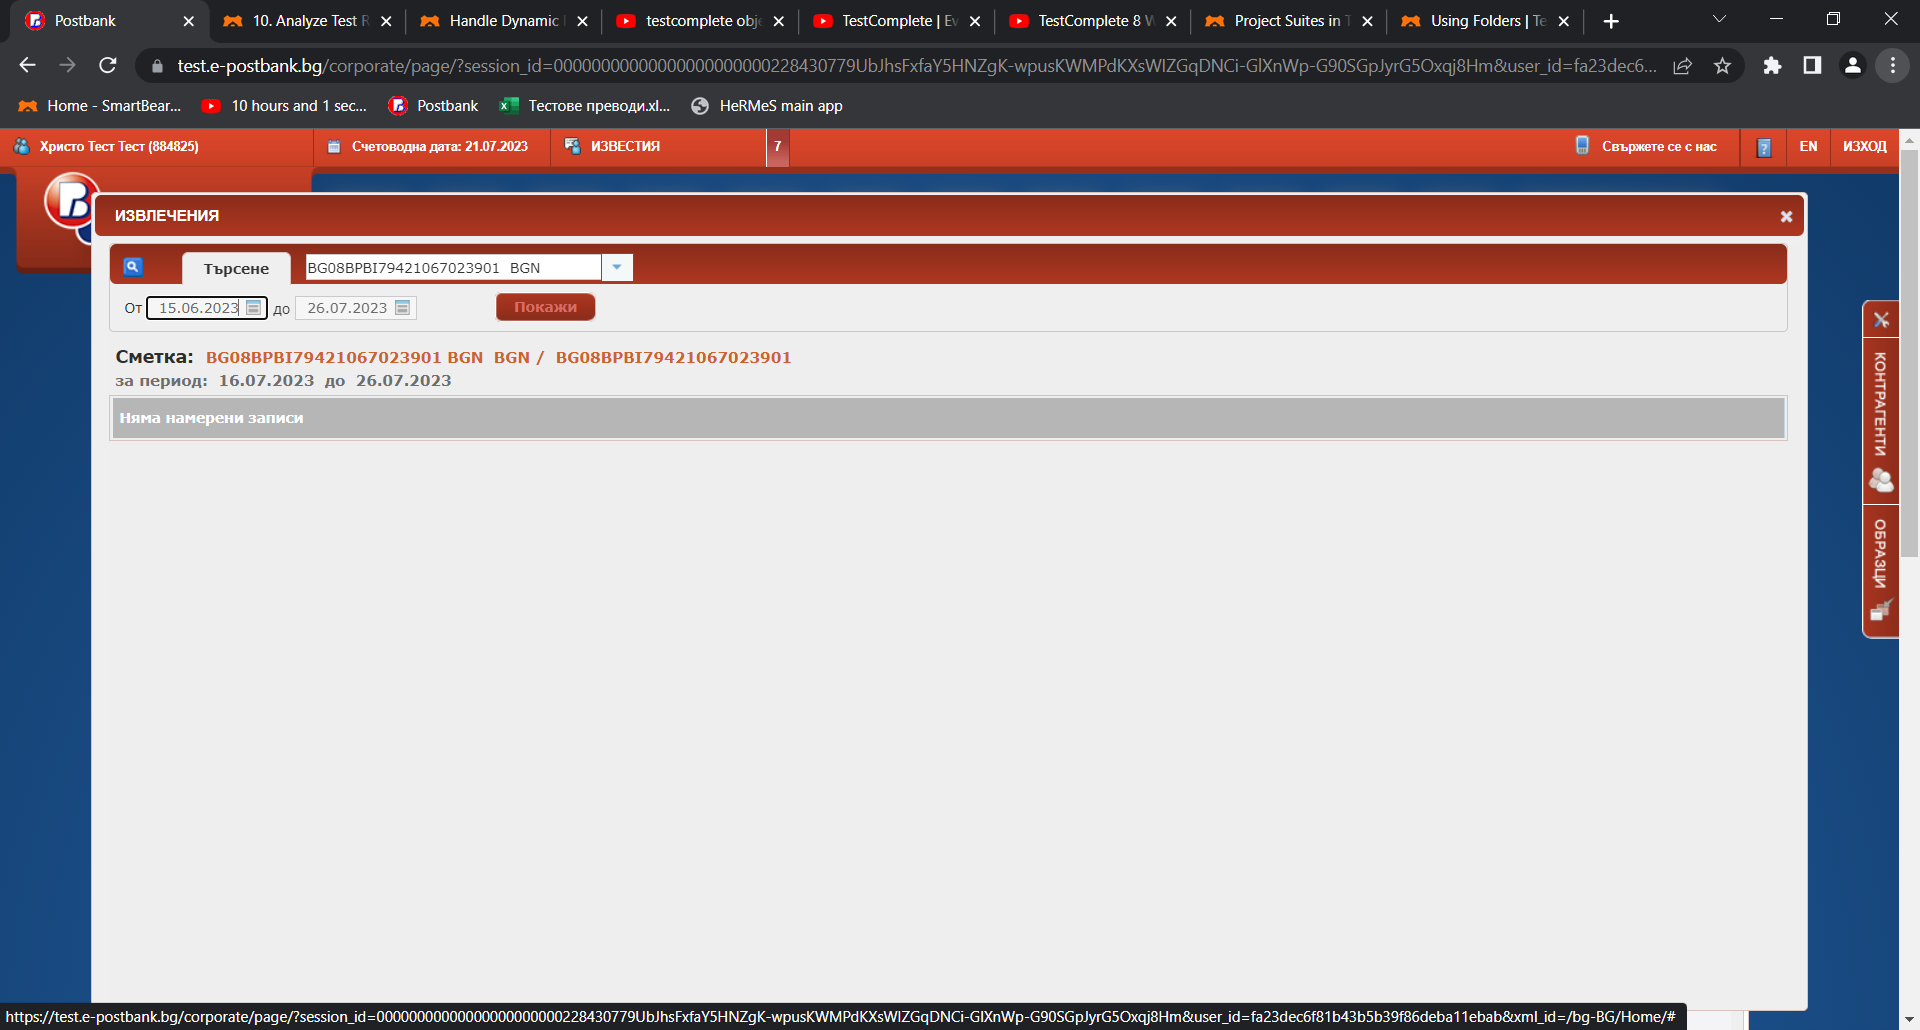 Postbank
10. Analyze Test R
Handle Dynamic
testcomplete obje
TestComplete | Ev
TestComplete 8 W
Project Suites in T
Using Folders | Te
test.e-postbank.bg/corporate/page/?session_id=00000000000000000000000228430779UbJhsFxfaY5HNZgK-wpusKWMPdKXsWIZGqDNCi-GlXnWp-G90SGpJyrG5Oxqj8Hm&user_id=fa23dec6...
Home - SmartBear...
10 hours and 1 sec...
Postbank
Тестове преводи.xl...
HeRMeS main app
Христо Тест Тест (884825)
Счетоводна дата: 21.07.2023
ИЗВЕСТИЯ
7
Свържете се с нас
EN
ИЗХОД
ИЗВЛЕЧЕНИЯ
Търсене
BG08BPBI79421067023901 BGN
От 15.06.2023 до 26.07.2023 Покажи
Сметка: BG08BPBI79421067023901 BGN BGN / BG08BPBI79421067023901
за период: 16.07.2023 до 26.07.2023
Няма намерени записи
КОНТРАГЕНТИ
ОБРАЗЦИ
https://test.e-postbank.bg/corporate/page/?session_id=00000000000000000000000228430779UbJhsFxfaY5HNZgK-wpusKWMPdKXsWIZGqDNCi-GlXnWp-G90SGpJyrG5Oxqj8Hm&user_id=fa23dec6f81b43b5b39f86deba11ebab&xml_id=/bg-BG/Home/#